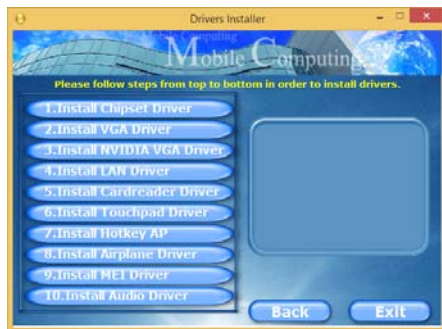 Drivers Installer
Mobile Computing
Mobile Computing
Please follow steps from top to bottom in order to install drivers.
1.Install Chipset Driver
2.Install VGA Driver
3.Install NVIDIA VGA Driver
4.Install LAN Driver
5.Install Cardreader Driver
6.Install Touchpad Driver
7.Install Hotkey AP
8.Install Airplane Driver
9.Install MEI Driver
10.Install Audio Driver
Back
Exit